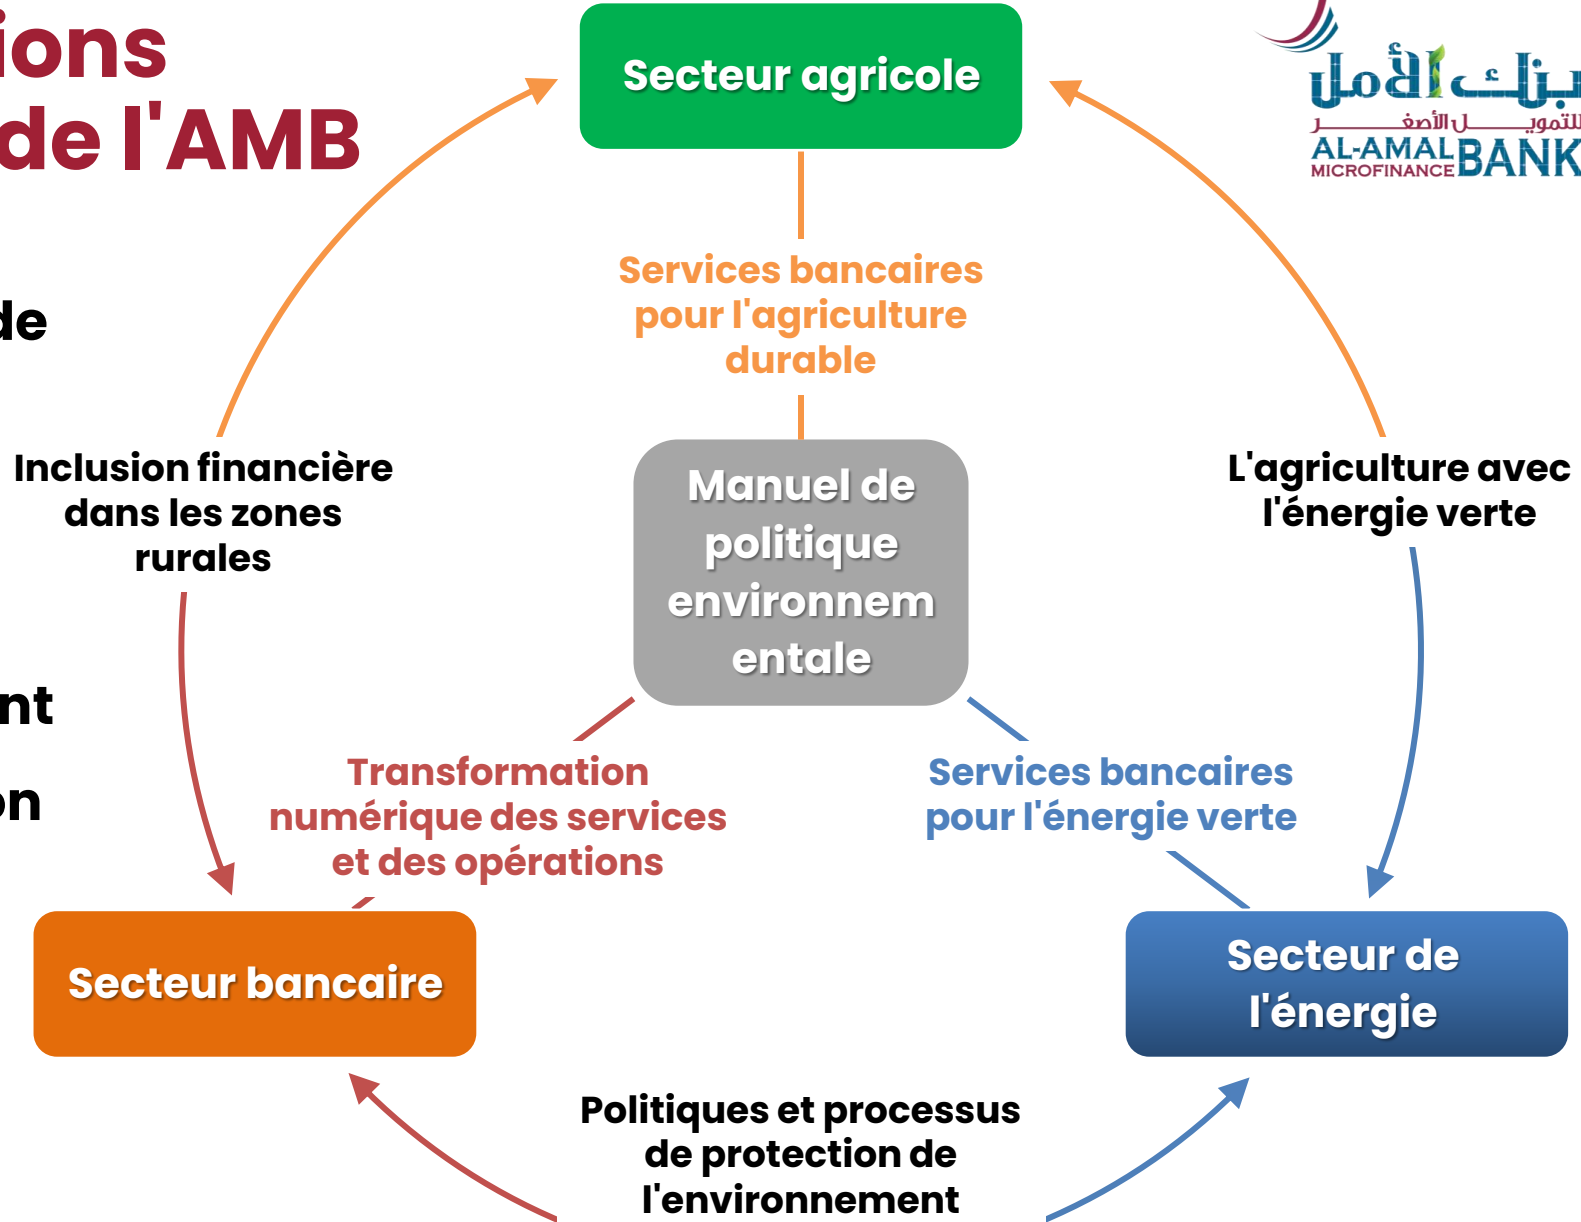 ions
de l'AMB
Secteur agricole
بنك الأمل
للتمويل الأصغر
AL-AMAL
MICROFINANCE
BANK
Services bancaires
pour l'agriculture
durable
de
Inclusion financière
dans les zones
rurales
Manuel de
politique
environnem
entale
L'agriculture avec
l'énergie verte
nt
on
Transformation
numérique des services
et des opérations
Services bancaires
pour l'énergie verte
Secteur bancaire
Secteur de
l'énergie
Politiques et processus
de protection de
l'environnement